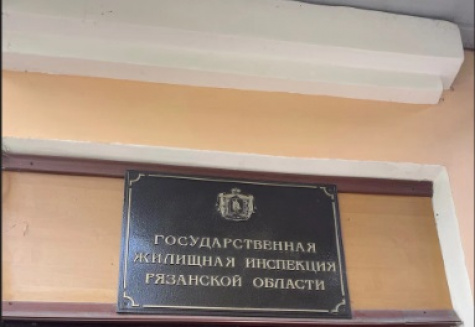 ГОСУДАРСТВЕННАЯ
ЖИЛИЩНАЯ ИНСПЕКЦИЯ
РЯЗАНСКОЙ ОБЛАСТИ